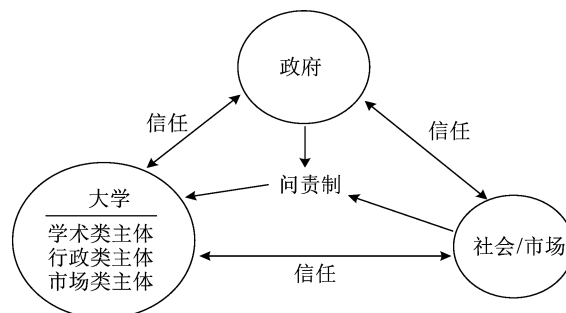 政府
信任
信任
问责制
大学
学术类主体
行政类主体
市场类主体
社会/市场
信任